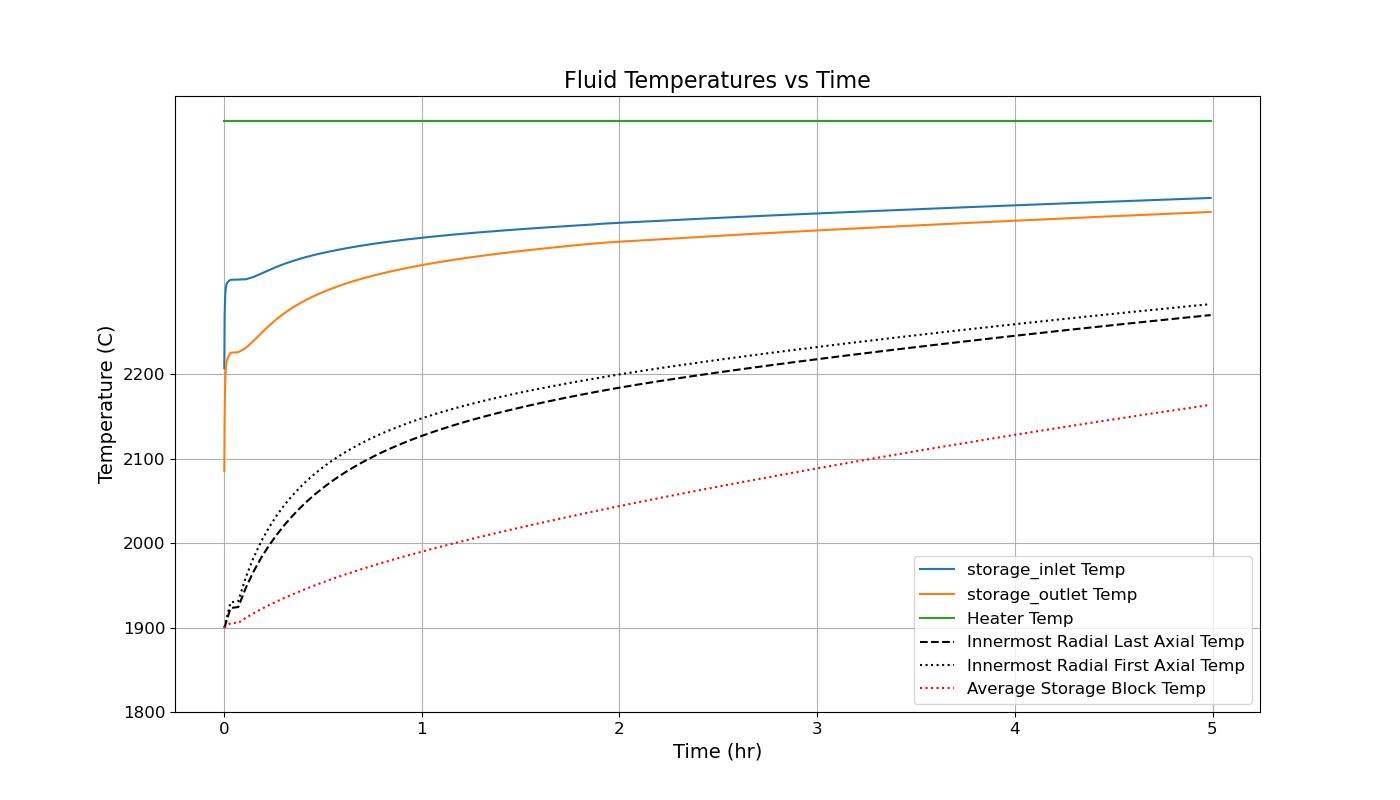 Fluid Temperatures vs Time
Temperature (C)
2200
2100
2000
1900
1800
storage_inlet Temp
storage_outlet Temp
Heater Temp
Innermost Radial Last Axial Temp
Innermost Radial First Axial Temp
Average Storage Block Temp
0 1 2 3 4 5
Time (hr)